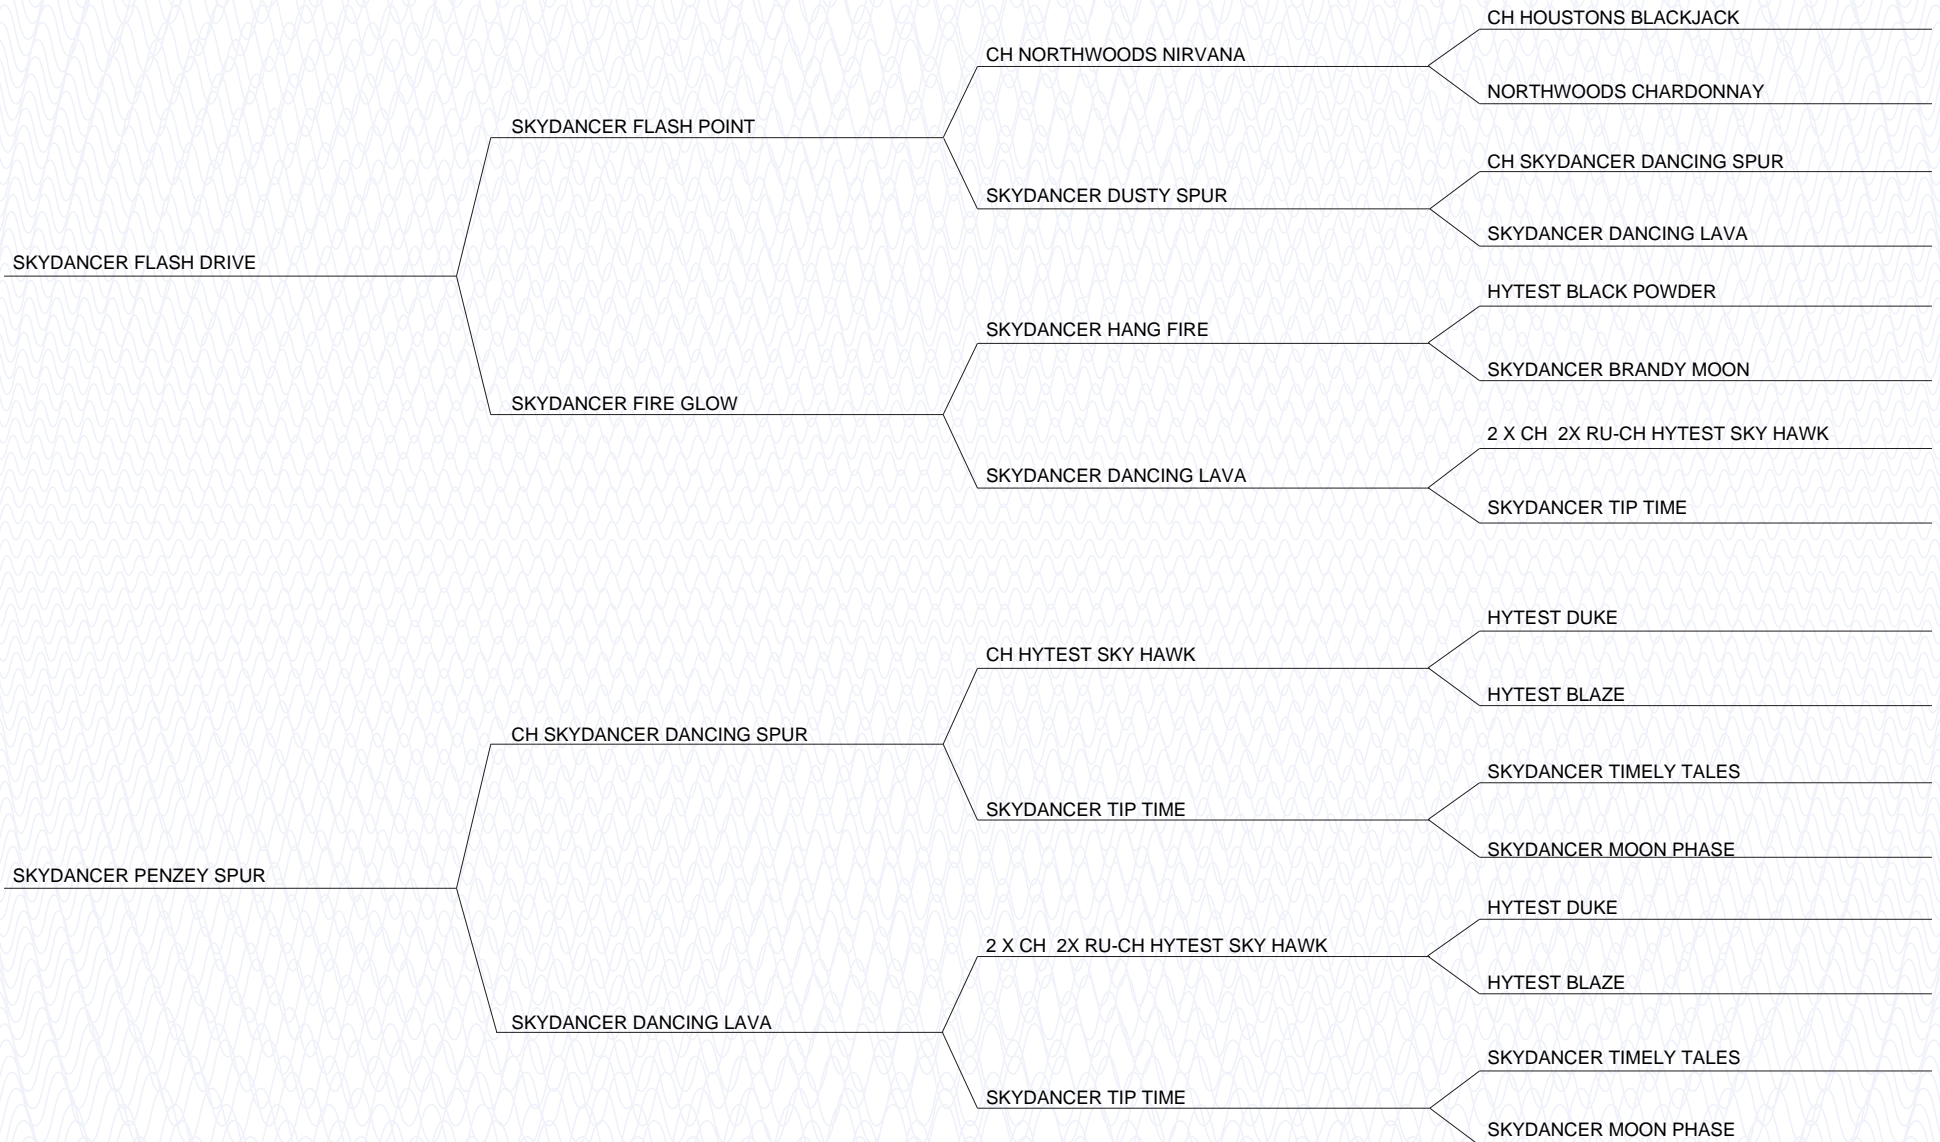 CH HOUSTONS BLACKJACK
CH NORTHWOODS NIRVANA
NORTHWOODS CHARDONNAY
SKYDANCER FLASH POINT
CH SKYDANCER DANCING SPUR
SKYDANCER DUSTY SPUR
SKYDANCER DANCING LAVA
SKYDANCER FLASH DRIVE
HYTEST BLACK POWDER
SKYDANCER HANG FIRE
SKYDANCER BRANDY MOON
SKYDANCER FIRE GLOW
2 X CH  2X RU-CH HYTEST SKY HAWK
SKYDANCER DANCING LAVA
SKYDANCER TIP TIME
HYTEST DUKE
CH HYTEST SKY HAWK
HYTEST BLAZE
CH SKYDANCER DANCING SPUR
SKYDANCER TIMELY TALES
SKYDANCER TIP TIME
SKYDANCER MOON PHASE
SKYDANCER PENZEY SPUR
HYTEST DUKE
2 X CH  2X RU-CH HYTEST SKY HAWK
HYTEST BLAZE
SKYDANCER DANCING LAVA
SKYDANCER TIMELY TALES
SKYDANCER TIP TIME
SKYDANCER MOON PHASE